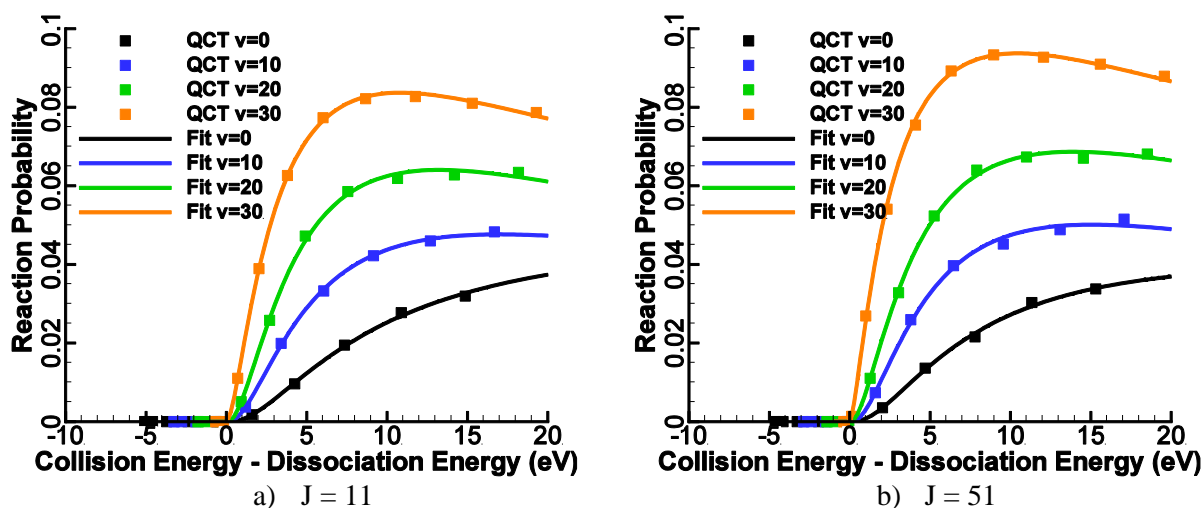 QCT v=0
QCT v=10
QCT v=20
QCT v=30
Fit v=0
Fit v=10
Fit v=20
Fit v=30
Reaction Probability
0 0.02 0.04 0.06 0.08 0.1
-10 -5 0 5 10 15 20
Collision Energy - Dissociation Energy (eV)
a) J = 11
QCT v=0
QCT v=10
QCT v=20
QCT v=30
Fit v=0
Fit v=10
Fit v=20
Fit v=30
Reaction Probability
0 0.02 0.04 0.06 0.08 0.1
-10 -5 0 5 10 15 20
Collision Energy - Dissociation Energy (eV)
b) J = 51